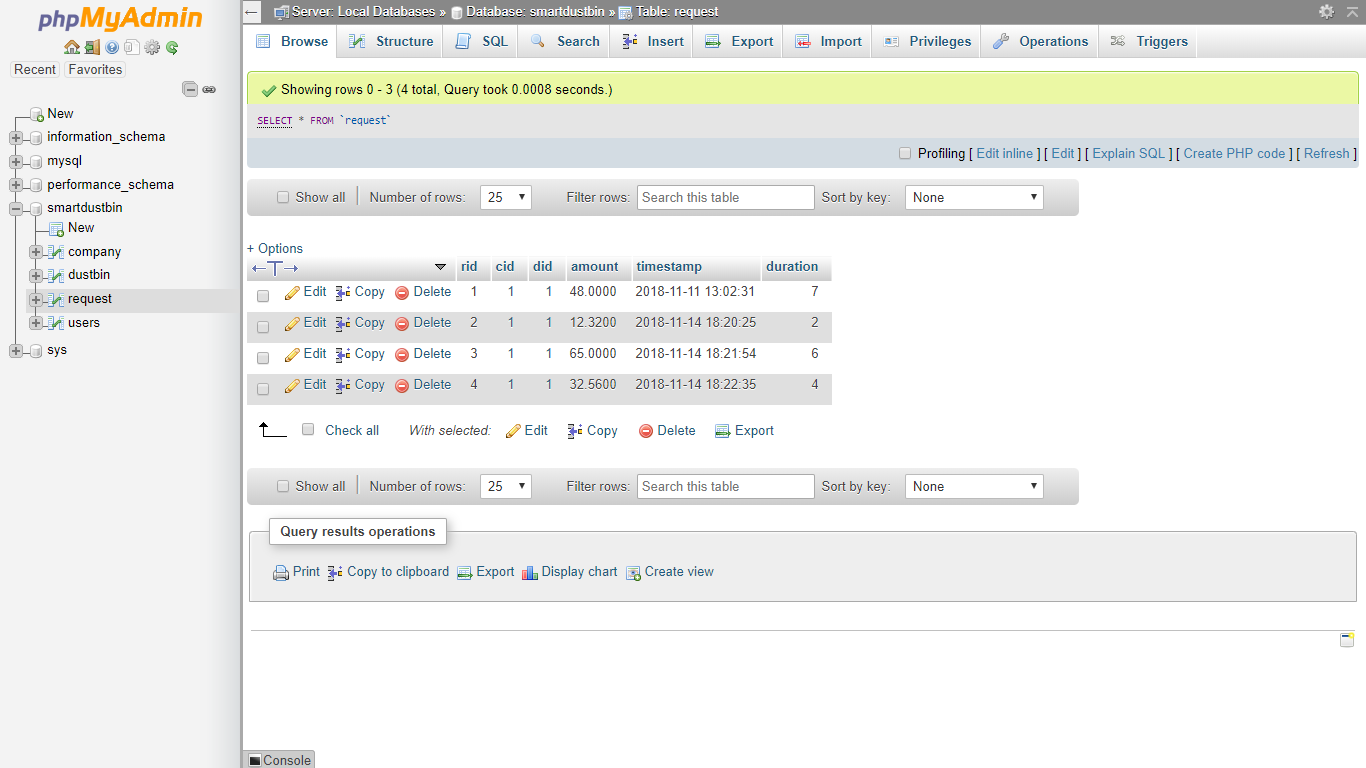 phpMyAdmin
Recent Favorites
New
information_schema
mysql
performance_schema
smartdustbin
New
company
dustbin
request
users
sys
Server: Local Databases » Database: smartdustbin » Table: request
Browse Structure SQL Search Insert Export Import Privileges Operations Triggers
Showing rows 0 - 3 (4 total, Query took 0.0008 seconds.)
SELECT * FROM `request`
Profiling [ Edit inline ] [ Edit ] [ Explain SQL ] [ Create PHP code ] [ Refresh ]
Show all Number of rows: 25 Filter rows: Search this table Sort by key: None
+ Options
←T→ rid cid did amount timestamp duration
Edit Copy Delete 1 1 1 48.0000 2018-11-11 13:02:31 7
Edit Copy Delete 2 1 1 12.3200 2018-11-14 18:20:25 2
Edit Copy Delete 3 1 1 65.0000 2018-11-14 18:21:54 6
Edit Copy Delete 4 1 1 32.5600 2018-11-14 18:22:35 4
Check all With selected: Edit Copy Delete Export
Show all Number of rows: 25 Filter rows: Search this table Sort by key: None
Query results operations
Print Copy to clipboard Export Display chart Create view
Console